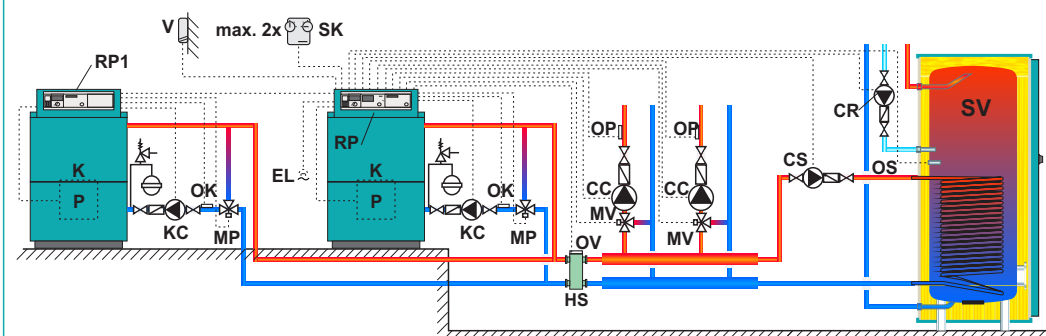 V
max. 2x
SK
RP1
RP
K
P
OK
KC
MP
EL
K
P
OK
KC
MP
OP
OP
CC
CC
MV
MV
OV
HS
CS
CR
OS
SV